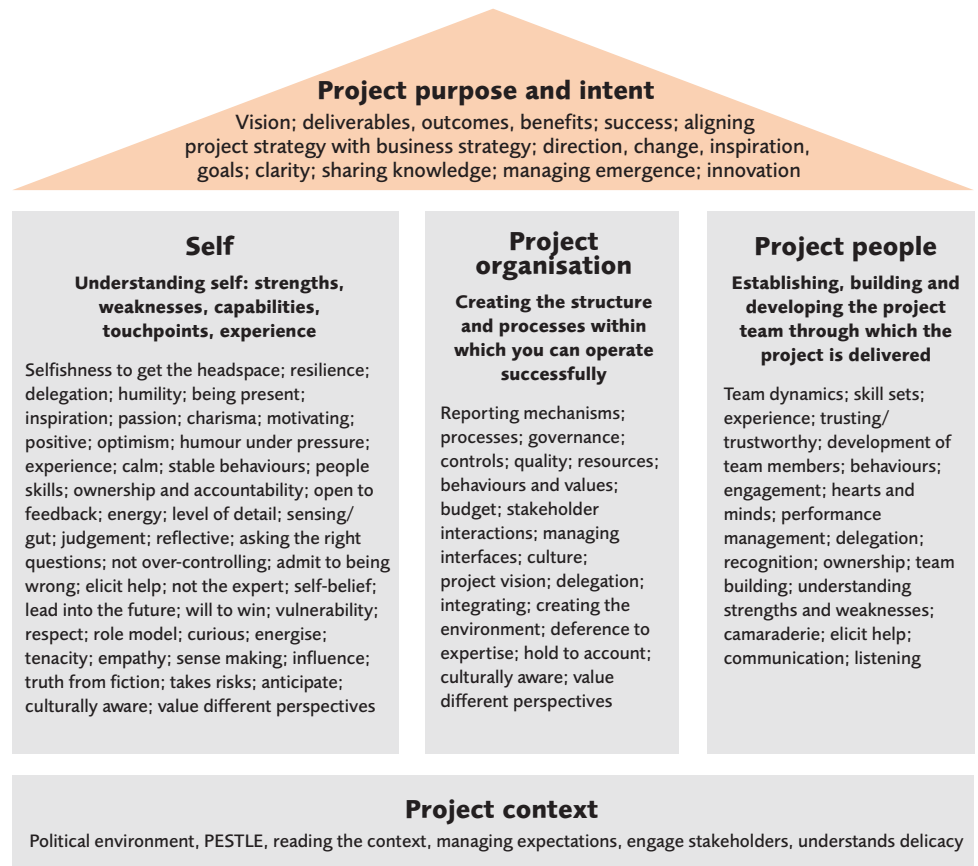 Project purpose and intent
Vision; deliverables, outcomes, benefits; success; aligning
project strategy with business strategy; direction, change, inspiration,
goals; clarity; sharing knowledge; managing emergence; innovation
Self
Understanding self: strengths,
weaknesses, capabilities,
touchpoints, experience
Selfishness to get the headspace; resilience;
delegation; humility; being present;
inspiration; passion; charisma; motivating;
positive; optimism; humour under pressure;
experience; calm; stable behaviours; people
skills; ownership and accountability; open to
feedback; energy; level of detail; sensing/
gut; judgement; reflective; asking the right
questions; not over-controlling; admit to being
wrong; elicit help; not the expert; self-belief;
lead into the future; will to win; vulnerability;
respect; role model; curious; energise;
tenacity; empathy; sense making; influence;
truth from fiction; takes risks; anticipate;
culturally aware; value different perspectives
Project
organisation
Creating the structure
and processes within
which you can operate
successfully
Reporting mechanisms;
processes; governance;
controls; quality; resources;
behaviours and values;
budget; stakeholder
interactions; managing
interfaces; culture;
project vision; delegation;
integrating; creating the
environment; deference to
expertise; hold to account;
culturally aware; value
different perspectives
Project people
Establishing, building and
developing the project
team through which the
project is delivered
Team dynamics; skill sets;
experience; trusting/
trustworthy; development of
team members; behaviours;
engagement; hearts and
minds; performance
management; delegation;
recognition; ownership; team
building; understanding
strengths and weaknesses;
camaraderie; elicit help;
communication; listening
Project context
Political environment, PESTLE, reading the context, managing expectations, engage stakeholders, understands delicacy